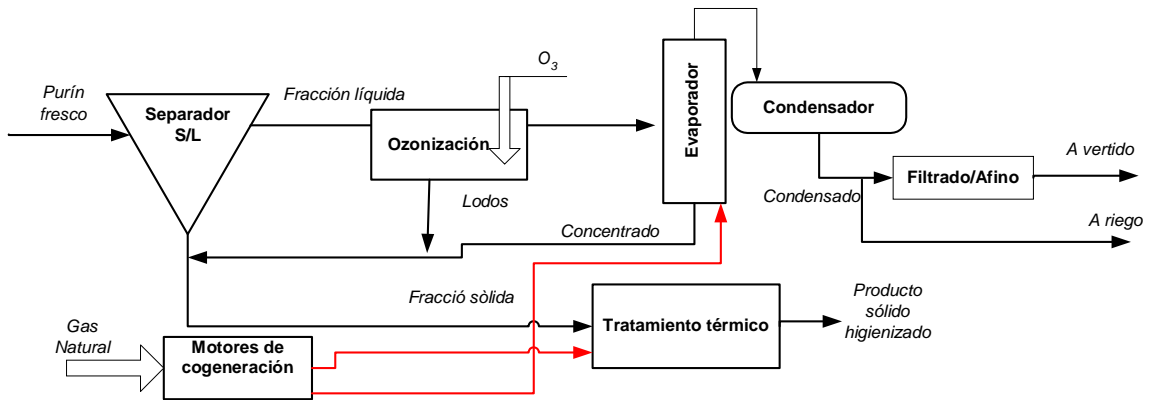 O3
Purín
fresco
Separador
S/L
Fracción líquida
Ozonización
Evaporador
Condensador
A vertido
Filtrado/Afino
Condensado
Lodos
A riego
Concentrado
Fracció sòlida
Producto
sólido
higienizado
Tratamiento térmico
Gas
Natural
Motores de
cogeneración